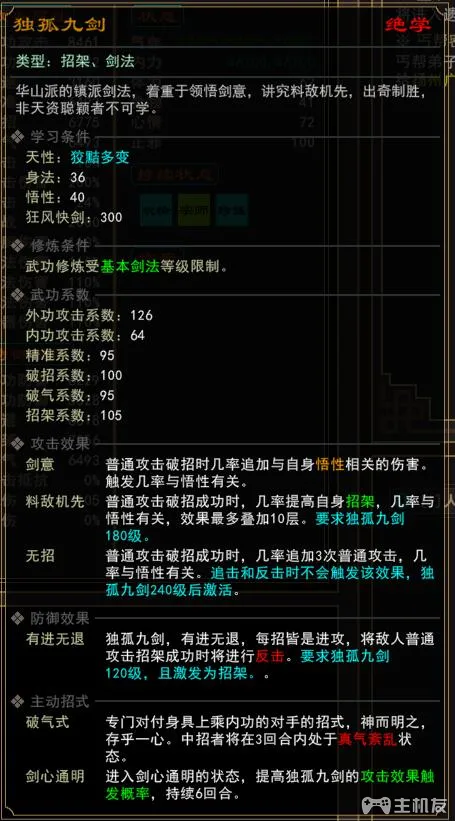 独孤九剑 绝学
类型：招架、剑法
华山派的镇派剑法，着重于领悟剑意，讲究料敌机先，出奇制胜，
非天资聪颖者不可学。
学习条件
天性：狡黠多变
身法：36
悟性：40
狂风快剑：300
修炼条件
武功修炼受基本剑法等级限制。
武功系数
外功攻击系数：126
内功攻击系数：64
精准系数：95
破招系数：100
破气系数：95
招架系数：105
攻击效果
剑意 普通攻击破招时几率追加与自身悟性相关的伤害。
触发几率与悟性有关。
料敌机先 普通攻击破招成功时，几率提高自身招架，几率与
悟性有关，效果最多叠加10层。要求独孤九剑
180级。
无招 普通攻击破招成功时，几率追加3次普通攻击，几
率与悟性有关。追击和反击时不会触发该效果，独
孤九剑240级后激活。
防御效果
有进无退 独孤九剑，有进无退，每招皆是进攻，将敌人普通
攻击招架成功时将进行反击。要求独孤九剑
120级，且激发为招架。。
主动招式
破气式 专门对付身具上乘内功的对手的招式，神而明之，
存乎一心。中招者将在3回合内处于真气紊乱状
态。
剑心通明 进入剑心通明的状态，提高独孤九剑的攻击效果触
发概率，持续6回合。
主机友